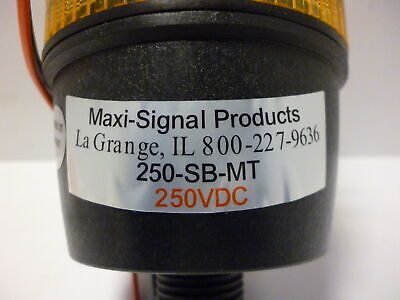 Maxi-Signal Products
La Grange, IL 800-227-9636
250-SB-MT
250VDC